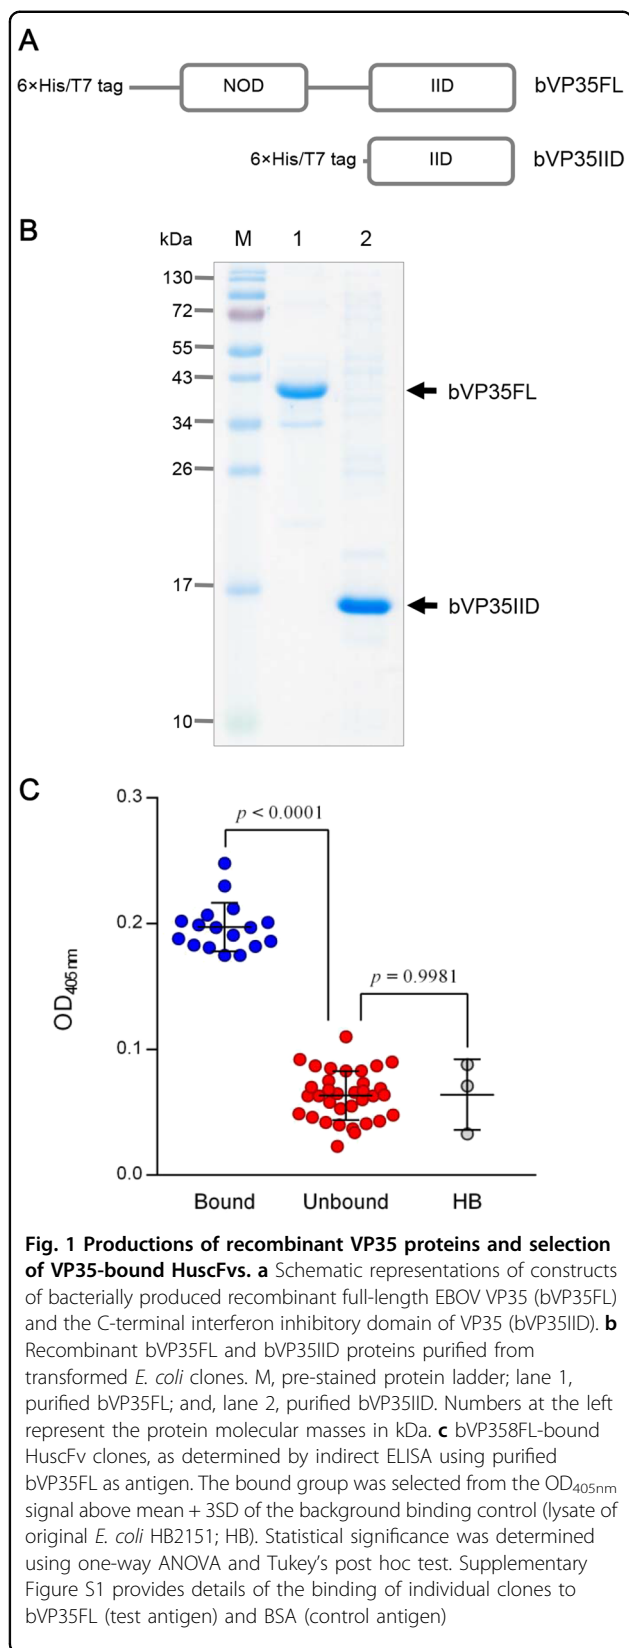 A
6×His/T7 tag NOD IID bVP35FL
6×His/T7 tag IID bVP35IID
B
kDa M 1 2
130
72
55
43
bVP35FL
34
26
17
bVP35IID
10
C
0.3
p < 0.0001
0.2
p = 0.9981
OD405nm
0.1
0.0
Bound Unbound HB
Fig. 1 Productions of recombinant VP35 proteins and selection
of VP35-bound HuscFvs. a Schematic representations of constructs
of bacterially produced recombinant full-length EBOV VP35 (bVP35FL)
and the C-terminal interferon inhibitory domain of VP35 (bVP35IID). b
Recombinant bVP35FL and bVP35IID proteins purified from
transformed E. coli clones. M, pre-stained protein ladder; lane 1,
purified bVP35FL; and, lane 2, purified bVP35IID. Numbers at the left
represent the protein molecular masses in kDa. c bVP358FL-bound
HuscFv clones, as determined by indirect ELISA using purified
bVP35FL as antigen. The bound group was selected from the OD405nm
signal above mean + 3SD of the background binding control (lysate of
original E. coli HB2151; HB). Statistical significance was determined
using one-way ANOVA and Tukey's post hoc test. Supplementary
Figure S1 provides details of the binding of individual clones to
bVP35FL (test antigen) and BSA (control antigen)